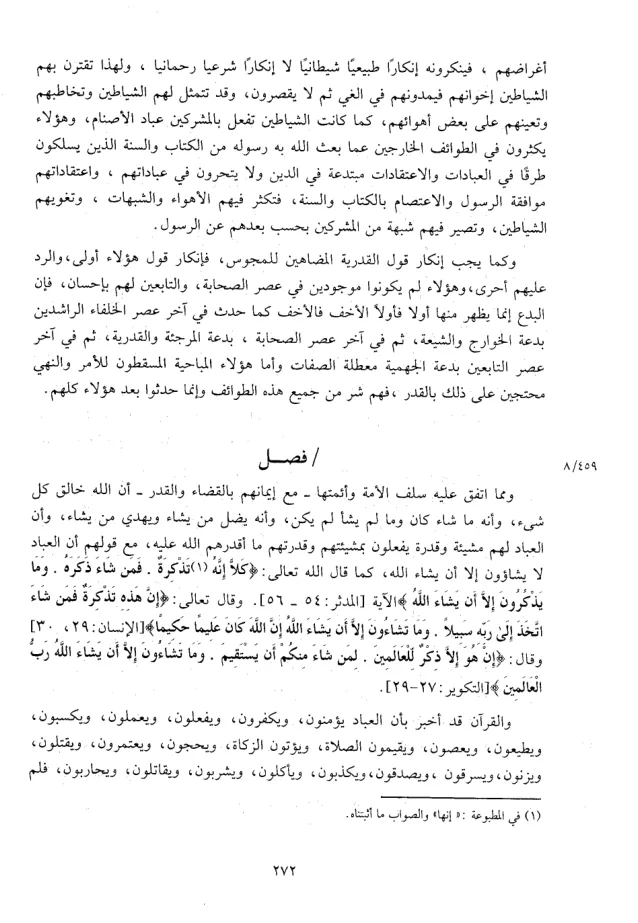 أغراضهم ، فينكرونه إنكارًا طبيعيًا شيطانيًا لا إنكارًا شرعيا رحمانيا ، ولهذا تقترن بهم
الشياطين إخوانهم فيمدونهم في الغي ثم لا يقصرون، وقد تتمثل لهم الشياطين وتخاطبهم
وتعينهم على بعض أهوائهم، كما كانت الشياطين تفعل بالمشركين عباد الأصنام، وهؤلاء
يكثرون في الطوائف الخارجين عما بعث الله به رسوله من الكتاب والسنة الذين يسلكون
طرقًا في العبادات والاعتقادات مبتدعة في الدين ولا يتحرون في عباداتهم ، واعتقاداتهم
موافقة الرسول والاعتصام بالكتاب والسنة، فتكثر فيهم الأهواء والشبهات ، وتغويهم
الشياطين، وتصير فيهم شبهة من المشركين بحسب بعدهم عن الرسول.
وكما يجب إنكار قول القدرية المضاهين للمجوس، فإنكار قول هؤلاء أولى،والرد
عليهم أحرى،وهؤلاء لم يكونوا موجودين في عصر الصحابة، والتابعين لهم بإحسان، فإن
البدع إنما يظهر منها أولا فأولاً الأخف فالأخف كما حدث في آخر عصر الخلفاء الراشدين
بدعة الخوارج والشيعة، ثم في آخر عصر الصحابة ، بدعة المرجئة والقدرية، ثم في آخر
عصر التابعين بدعة الجهمية معطلة الصفات وأما هؤلاء المباحية المسقطون للأمر والنهي
محتجين على ذلك بالقدر ،فهم شر من جميع هذه الطوائف وإنما حدثوا بعد هؤلاء كلهم.
/ فصــل
٨/٤٥٩
ومما اتفق عليه سلف الأمة وأئمتها- مع إيمانهم بالقضاء والقدر - أن الله خالق كل
شيء، وأنه ما شاء كان وما لم يشأ لم يكن، وأنه يضل من يشاء ويهدي من يشاء، وأن
العباد لهم مشيئة وقدرة يفعلون بمشيئتهم وقدرتهم ما أقدرهم الله عليه، مع قولهم أن العباد
لا يشاؤون إلا أن يشاء الله، كما قال الله تعالى:﴿كَلاَّ إِنَّهُ (١)تَذْكِرَةٌ . فَمَن شَاءَ ذَكَرَهُ . وَمَا
يَذْكُرُونَ إِلاَّ أَن يَشَاءَ اللَّهُ ﴾الآية [المدثر:٥٤ – ٥٦]. وقال تعالى:﴿إِنَّ هَذِهِ تَذْكِرَةٌ فَمَن شَاءَ
اتَّخَذَ إِلَىٰ رَبِّهِ سَبِيلاً . وَمَا تَشَاءُونَ إِلاَّ أَن يَشَاءَ اللَّهُ إِنَّ اللَّهَ كَانَ عَلِيمًا حَكِيمًا﴾[الإنسان:٢٩، ٣٠]
وقال:﴿إِنْ هُوَ إِلاَّ ذِكْرٌ لِّلْعَالَمِينَ . لِمَن شَاءَ مِنكُمْ أَن يَسْتَقِيمَ . وَمَا تَشَاءُونَ إِلاَّ أَن يَشَاءَ اللَّهُ رَبُّ
الْعَالَمِينَ ﴾[التكوير:٢٧-٢٩].
والقرآن قد أخبر بأن العباد يؤمنون، ويكفرون، ويفعلون، ويعملون، ويكسبون،
ويطيعون، ويعصون، ويقيمون الصلاة، ويؤتون الزكاة، ويحجون، ويعتمرون، ويقتلون،
ويزنون،ويسرقون ،ويصدقون،ويكذبون، ويأكلون، ويشربون، ويقاتلون، ويحاربون، فلم
(١) في المطبوعة :« إنها» والصواب ما أثبتناه.
٢٧٢